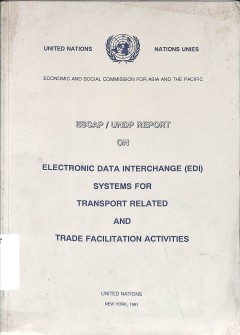 UNITED NATIONS NATIONS UNIES
ECONOMIC AND SOCIAL COMMISSION FOR ASIA AND THE PACIFIC
ESCAP / UNDP REPORT
ON
ELECTRONIC DATA INTERCHANGE (EDI)
SYSTEMS FOR
TRANSPORT RELATED
AND
TRADE FACILITATION ACTIVITIES
UNITED NATIONS
NEW YORK, 1991